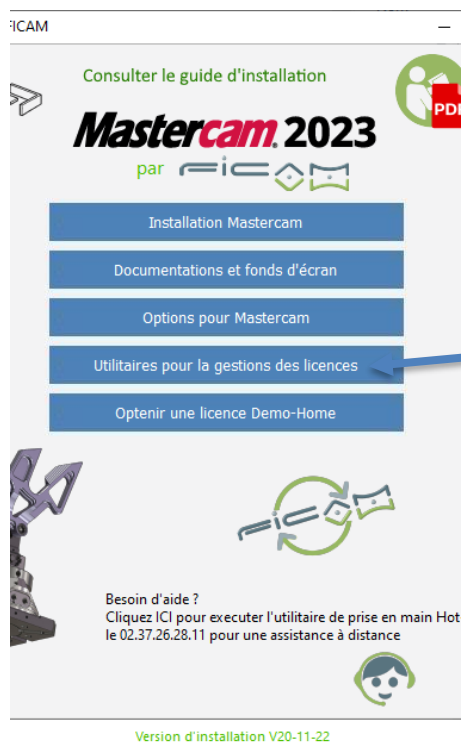 FICAM
Consulter le guide d'installation
PDF
Mastercam. 2023
par FICAM
Installation Mastercam
Documentations et fonds d'écran
Options pour Mastercam
Utilitaires pour la gestions des licences
Optenir une licence Demo-Home
FICAM
Besoin d'aide ?
Cliquez ICI pour executer l'utilitaire de prise en main Hot
le 02.37.26.28.11 pour une assistance à distance
Version d'installation V20-11-22